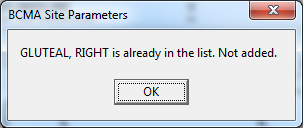 BCMA Site Parameters
GLUTEAL, RIGHT is already in the list. Not added.
OK